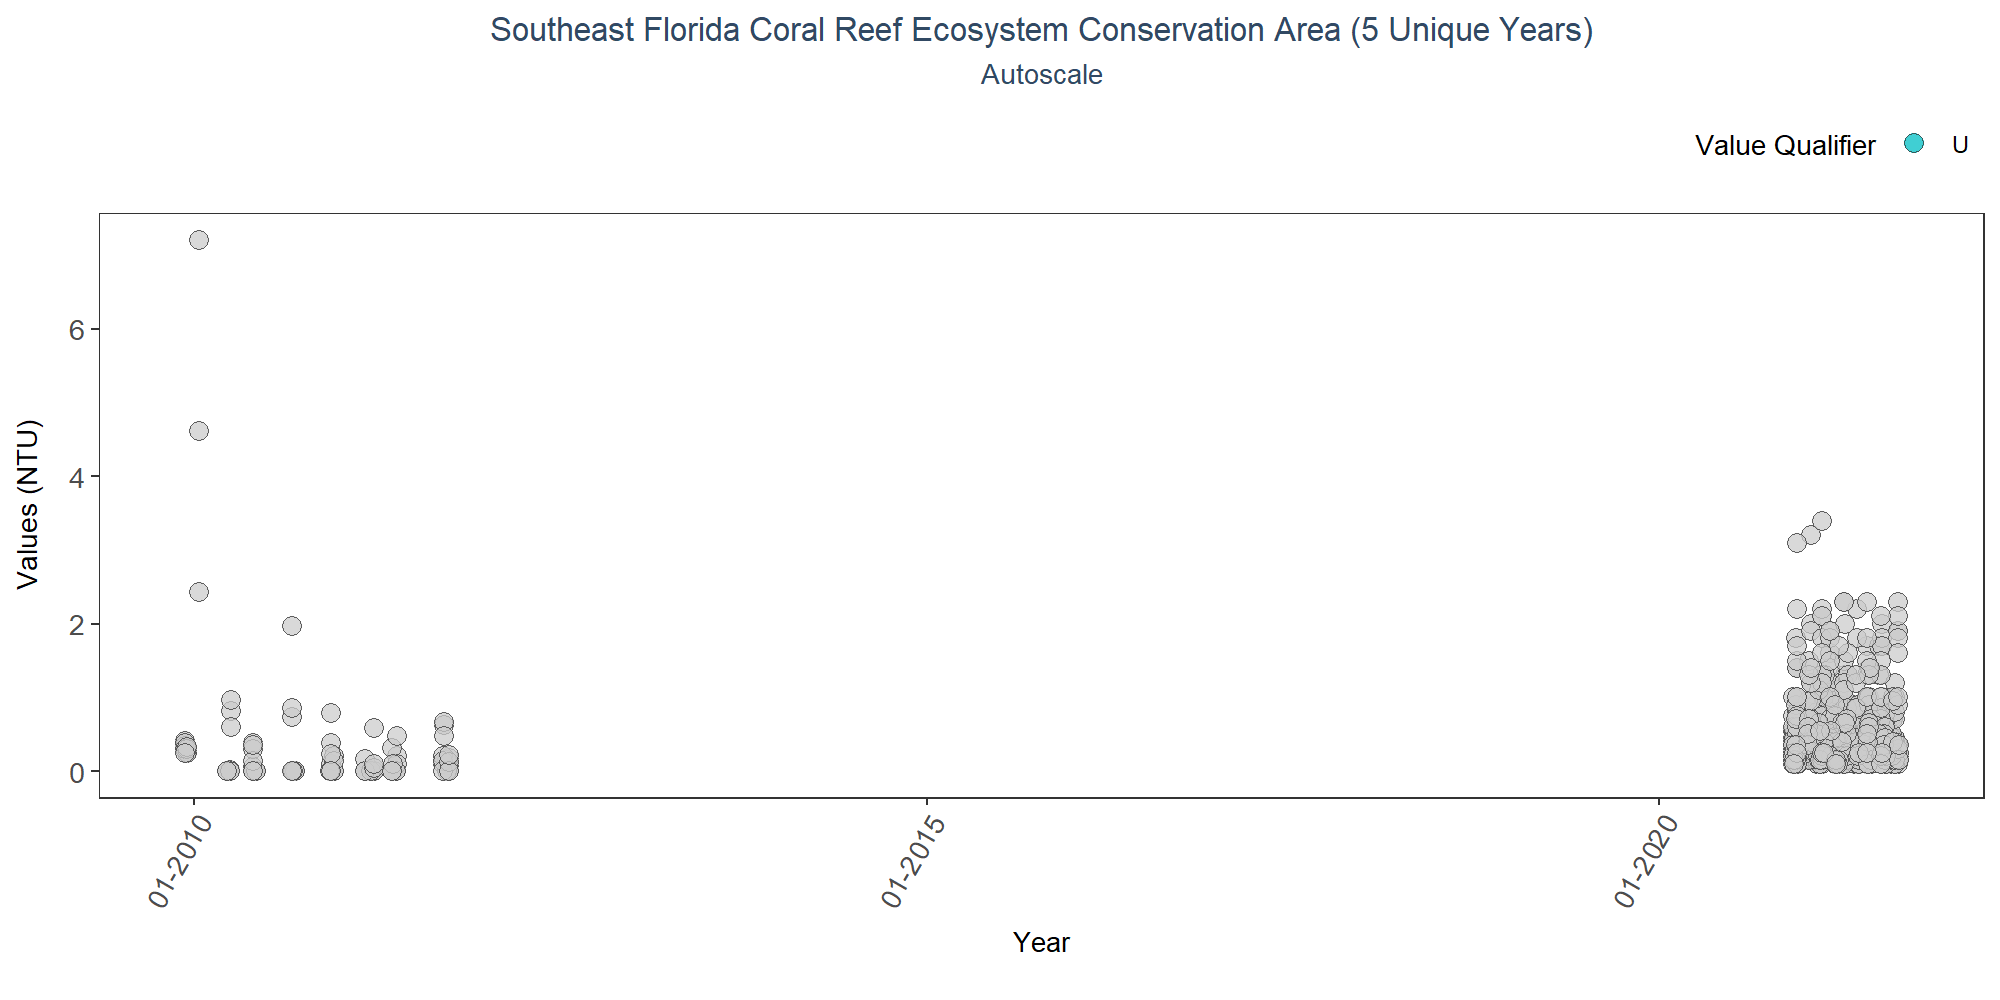 Southeast Florida Coral Reef Ecosystem Conservation Area (5 Unique Years)
Autoscale
Value Qualifier U
Values (NTU)
6
4
2
0
01-2010
01-2015
01-2020
Year